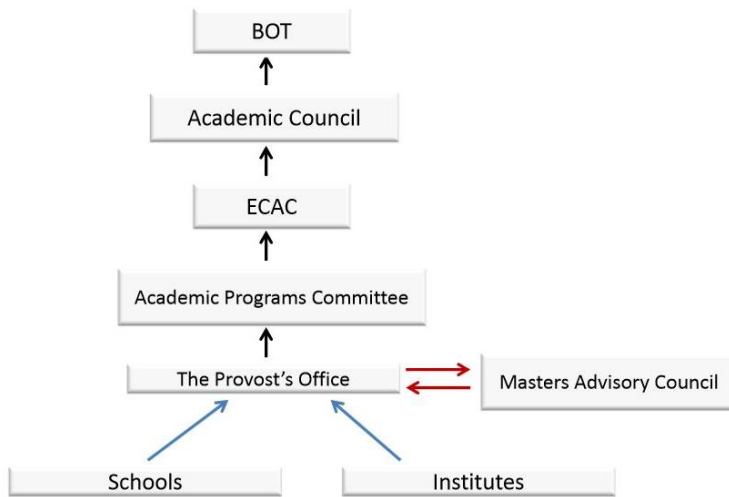 BOT
Academic Council
ECAC
Academic Programs Committee
The Provost’s Office
Masters Advisory Council
Schools
Institutes